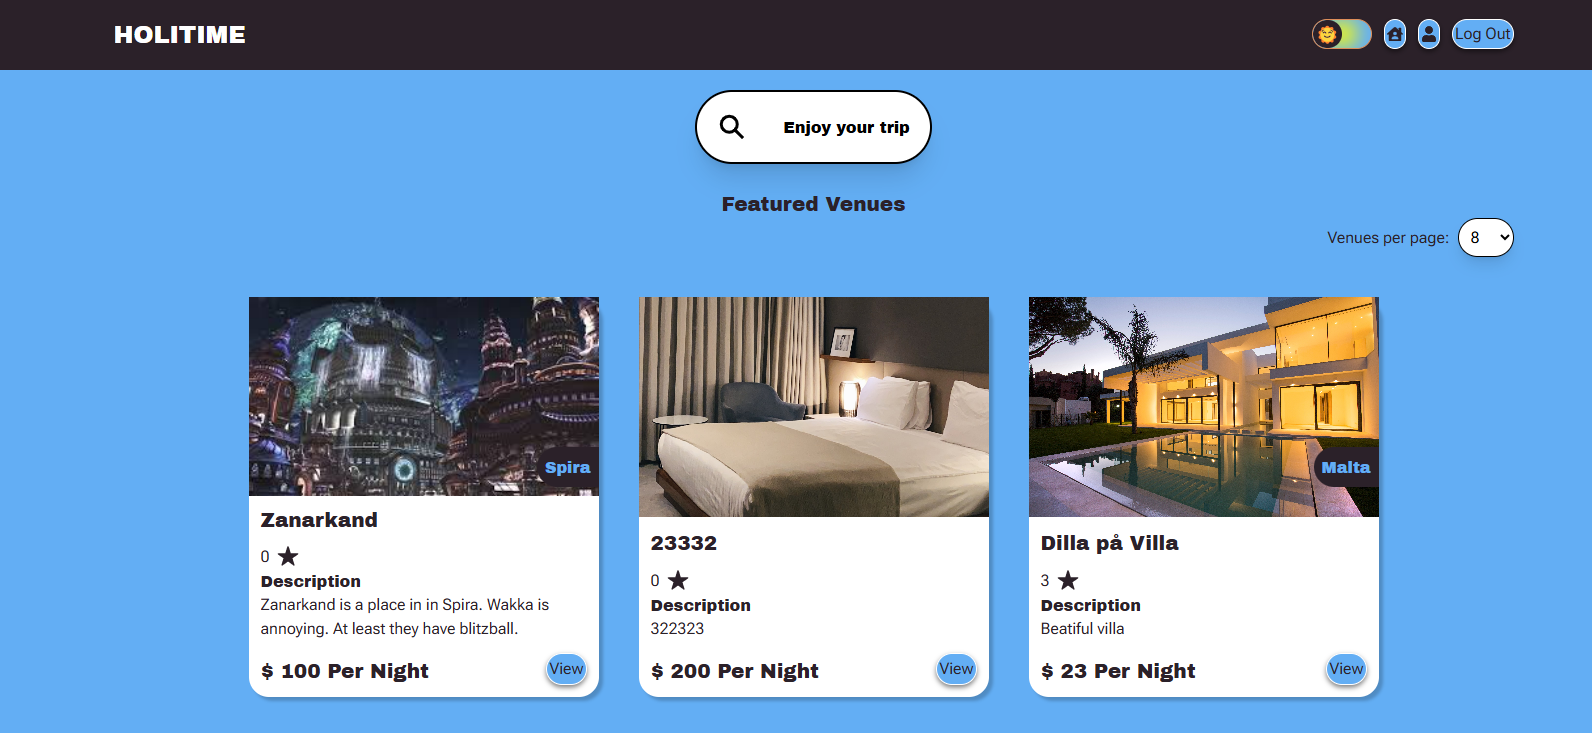 HOLITIME
Log Out
Enjoy your trip
Featured Venues
Venues per page: 8
Spira
Zanarkand
0
Description
Zanarkand is a place in in Spira. Wakka is
annoying. At least they have blitzball.
$ 100 Per Night
View
23332
0
Description
322323
$ 200 Per Night
View
Malta
Dilla på Villa
3
Description
Beatiful villa
$ 23 Per Night
View